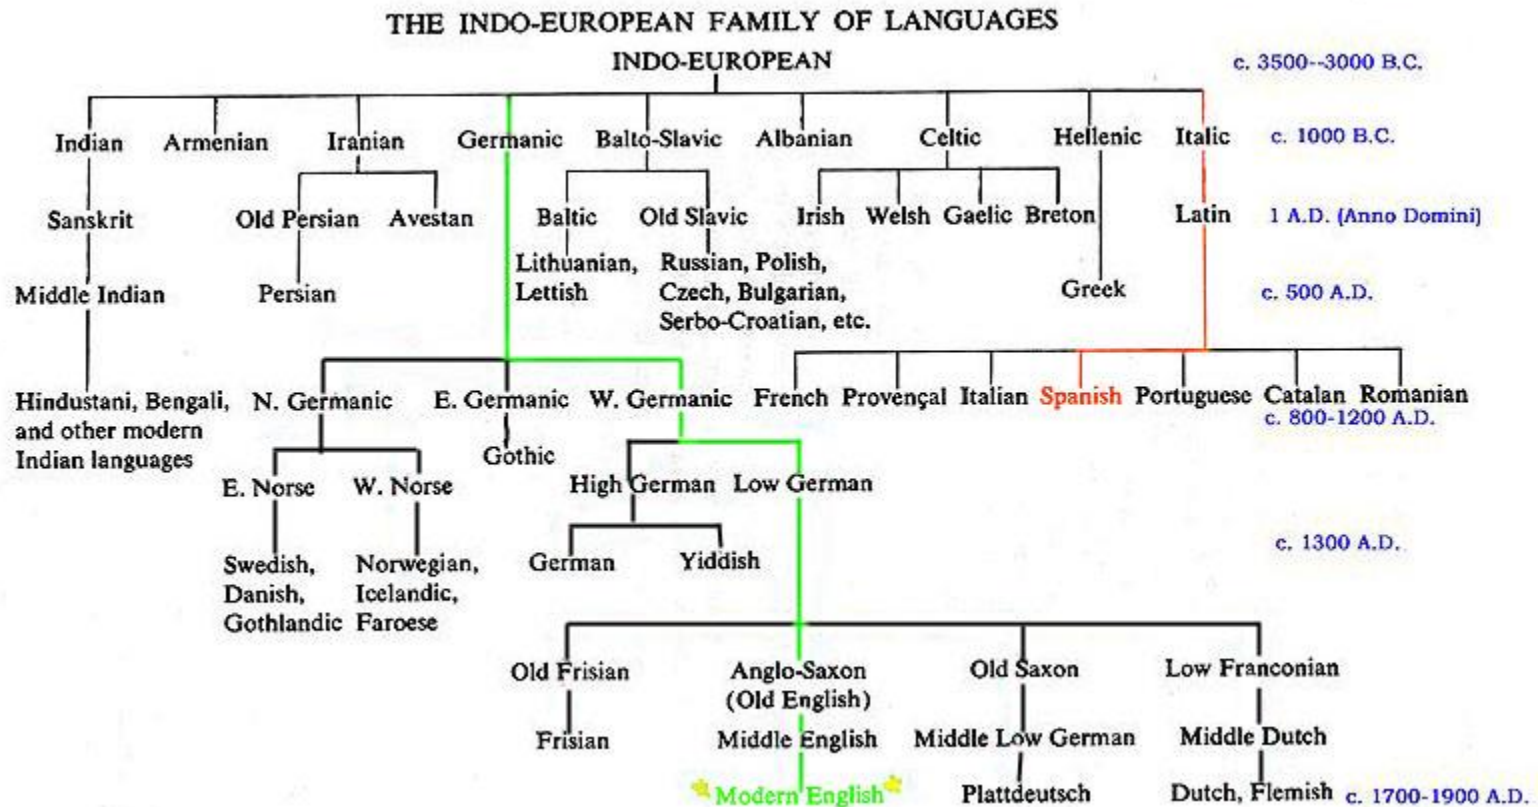 THE INDO-EUROPEAN FAMILY OF LANGUAGES
INDO-EUROPEAN
c. 3500--3000 B.C.
Indian Armenian Iranian Germanic Balto-Slavic Albanian Celtic Hellenic Italic c. 1000 B.C.
Sanskrit Old Persian Avestan Baltic Old Slavic Irish Welsh Gaelic Breton Latin 1 A.D. (Anno Domini)
Lithuanian, Russian, Polish,
Middle Indian Persian Lettish Czech, Bulgarian, Greek c. 500 A.D.
Serbo-Croatian, etc.
Hindustani, Bengali, N. Germanic E. Germanic W. Germanic French Provençal Italian Spanish Portuguese Catalan Romanian
c. 800-1200 A.D.
and other modern
Indian languages Gothic
E. Norse W. Norse High German Low German
c. 1300 A.D.
Swedish, Norwegian, German Yiddish
Danish, Icelandic,
Gothlandic Faroese
Old Frisian Anglo-Saxon Old Saxon Low Franconian
(Old English)
Frisian Middle English Middle Low German Middle Dutch
Modern English Plattdeutsch Dutch, Flemish c. 1700-1900 A.D.